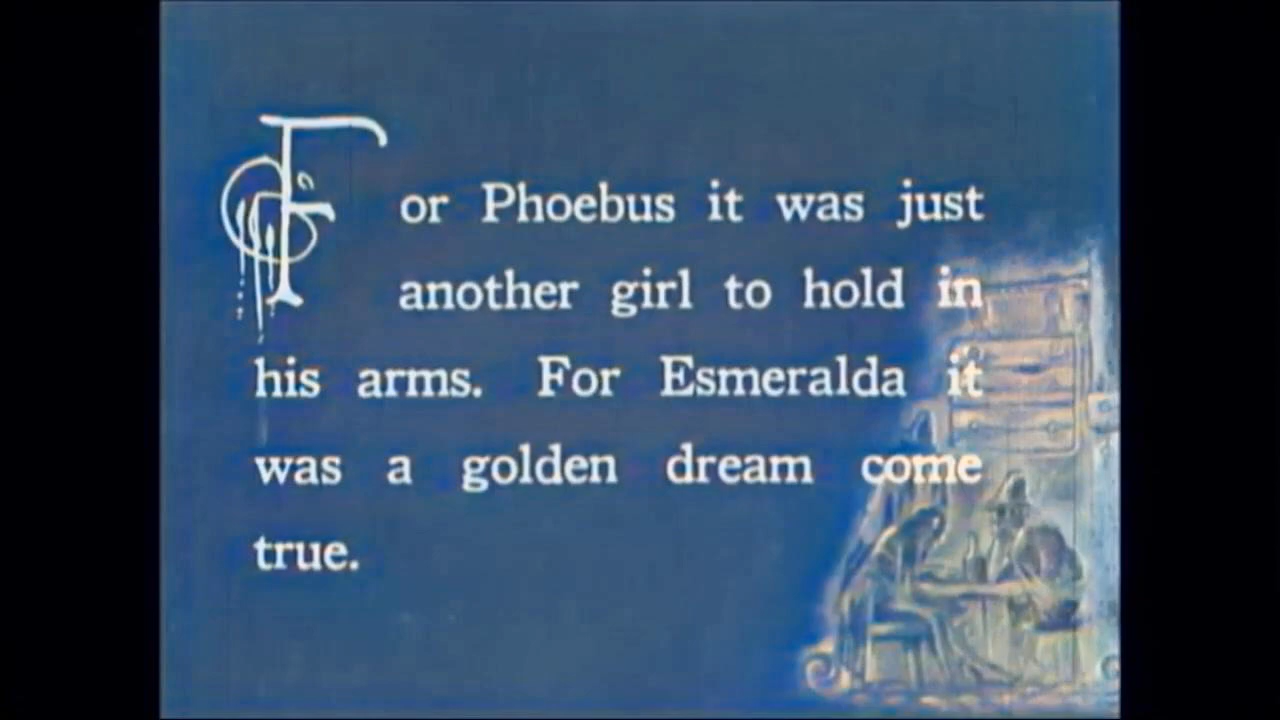 For Phoebus it was just
another girl to hold in
his arms. For Esmeralda it
was a golden dream come
true.